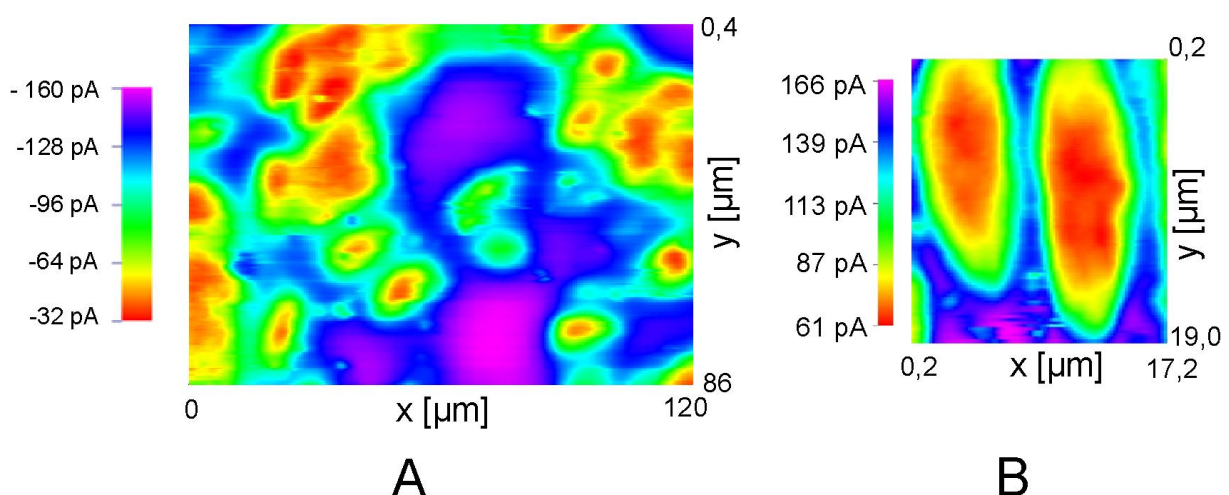 - 160 pA
-128 pA
-96 pA
-64 pA
-32 pA
0,4
y [µm]
86
0
x [µm]
120
A
166 pA
139 pA
113 pA
87 pA
61 pA
0,2
y [µm]
19,0
0,2
x [µm]
17,2
B